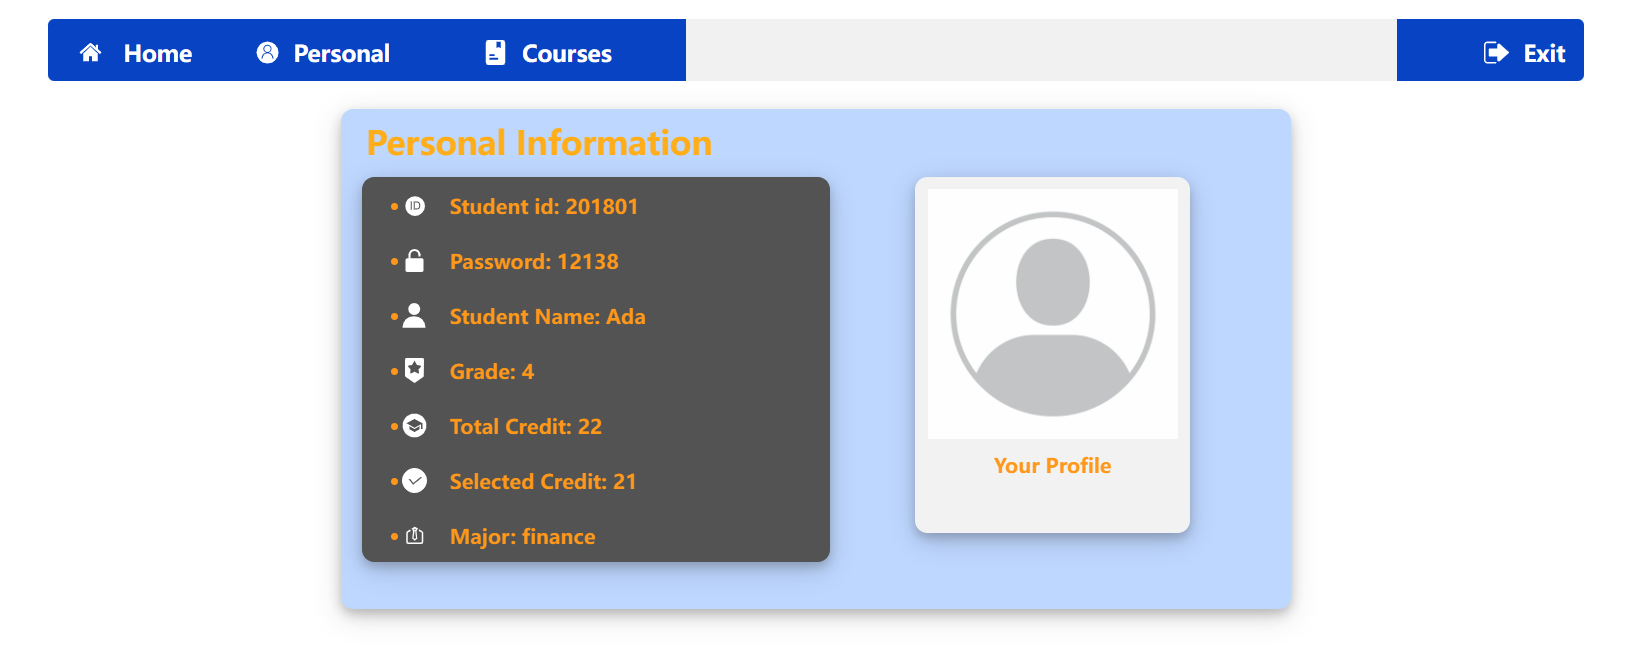 Home Personal Courses Exit
Personal Information
ID Student id: 201801
Password: 12138
Student Name: Ada
Grade: 4
Total Credit: 22
Selected Credit: 21
Major: finance
Your Profile